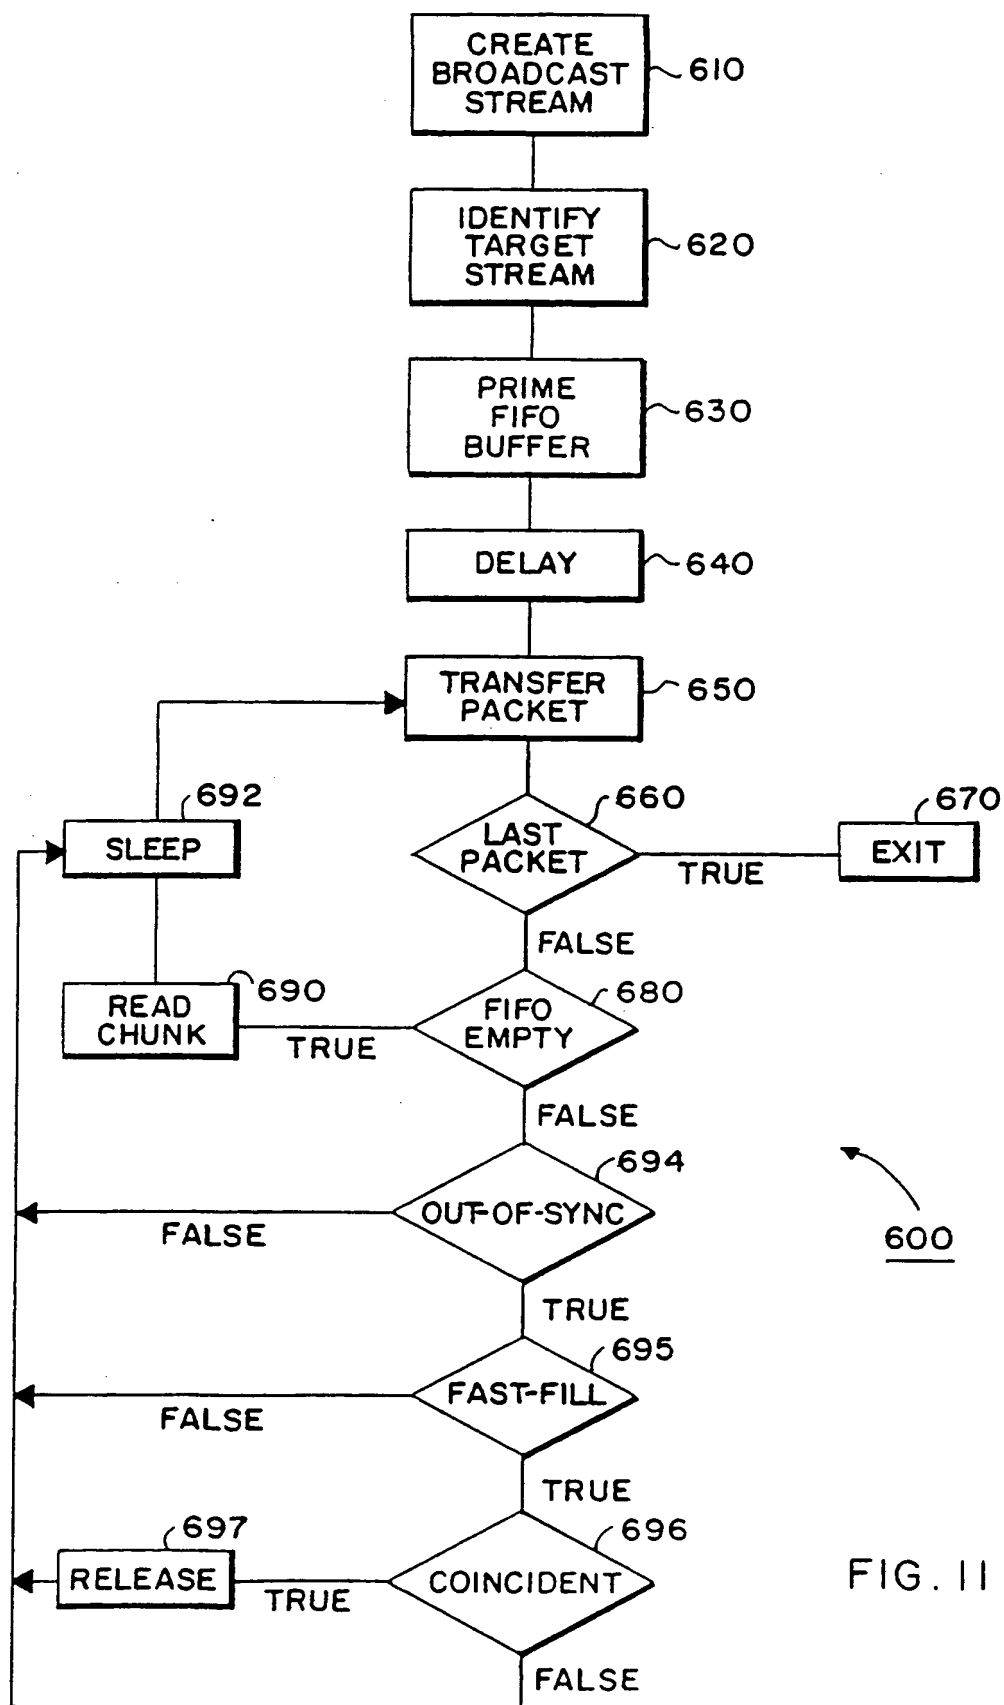 CREATE
BROADCAST
STREAM
610
IDENTIFY
TARGET
STREAM
620
PRIME
FIFO
BUFFER
630
DELAY
640
TRANSFER
PACKET
650
692
SLEEP
660
LAST
PACKET
TRUE
670
EXIT
FALSE
690
READ
CHUNK
TRUE
680
FIFO
EMPTY
FALSE
694
OUT-OF-SYNC
FALSE
600
TRUE
695
FAST-FILL
FALSE
TRUE
697
RELEASE
TRUE
696
COINCIDENT
FIG. 11
FALSE